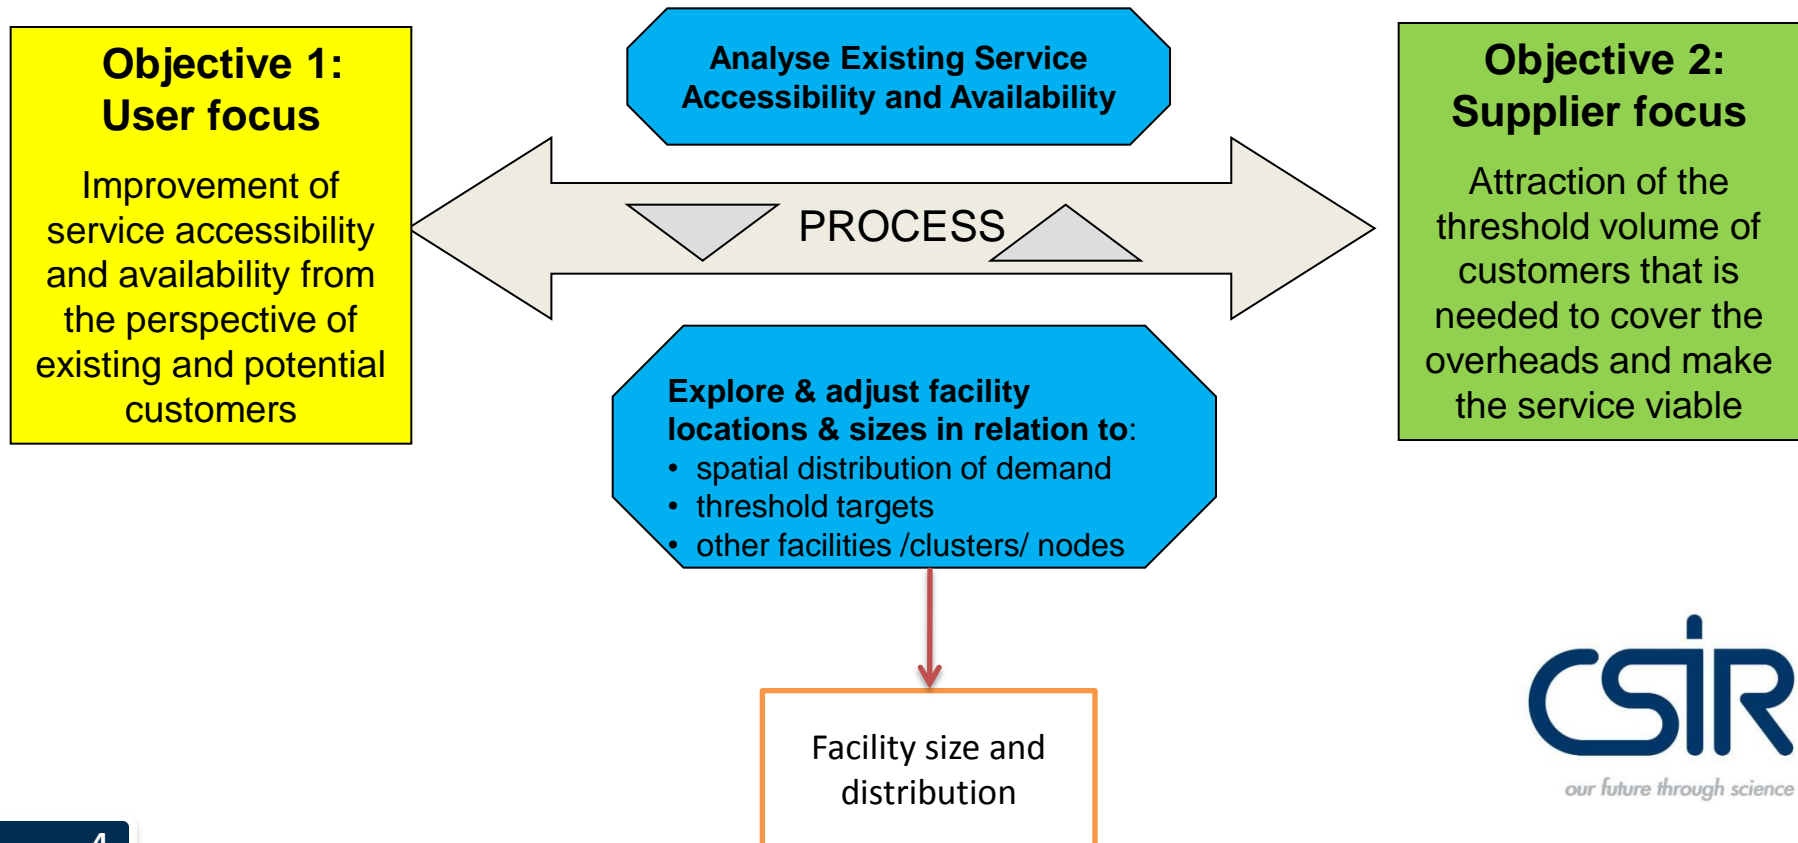 Objective 1:
User focus
Improvement of
service accessibility
and availability from
the perspective of
existing and potential
customers
Analyse Existing Service
Accessibility and Availability
PROCESS
Explore & adjust facility
locations & sizes in relation to:
• spatial distribution of demand
• threshold targets
• other facilities /clusters/ nodes
Facility size and
distribution
Objective 2:
Supplier focus
Attraction of the
threshold volume of
customers that is
needed to cover the
overheads and make
the service viable
CSIR
our future through science
4